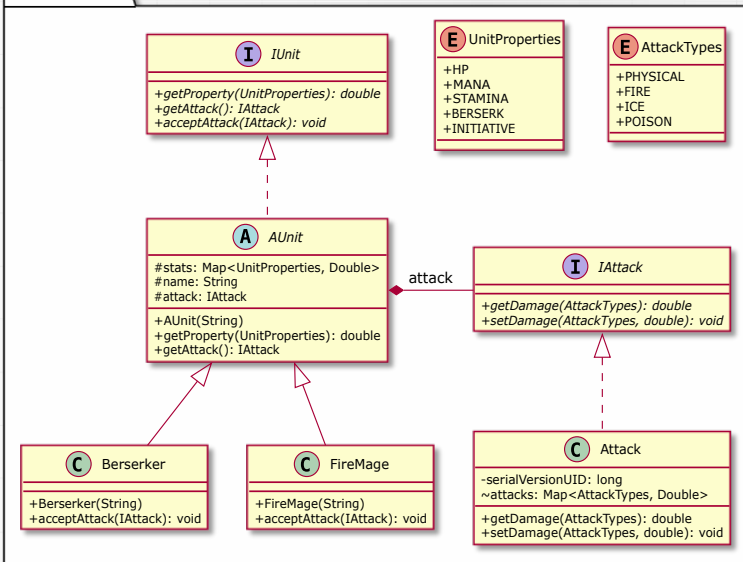 I IUnit
+getProperty(UnitProperties): double
+getAttack(): IAttack
+acceptAttack(IAttack): void
E UnitProperties
+HP
+MANA
+STAMINA
+BERSERK
+INITIATIVE
E AttackTypes
+PHYSICAL
+FIRE
+ICE
+POISON
A AUnit
#stats: Map<UnitProperties, Double>
#name: String
#attack: IAttack
+AUnit(String)
+getProperty(UnitProperties): double
+getAttack(): IAttack
attack
I IAttack
+getDamage(AttackTypes): double
+setDamage(AttackTypes, double): void
C Berserker
+Berserker(String)
+acceptAttack(IAttack): void
C FireMage
+FireMage(String)
+acceptAttack(IAttack): void
C Attack
-serialVersionUID: long
~attacks: Map<AttackTypes, Double>
+getDamage(AttackTypes): double
+setDamage(AttackTypes, double): void